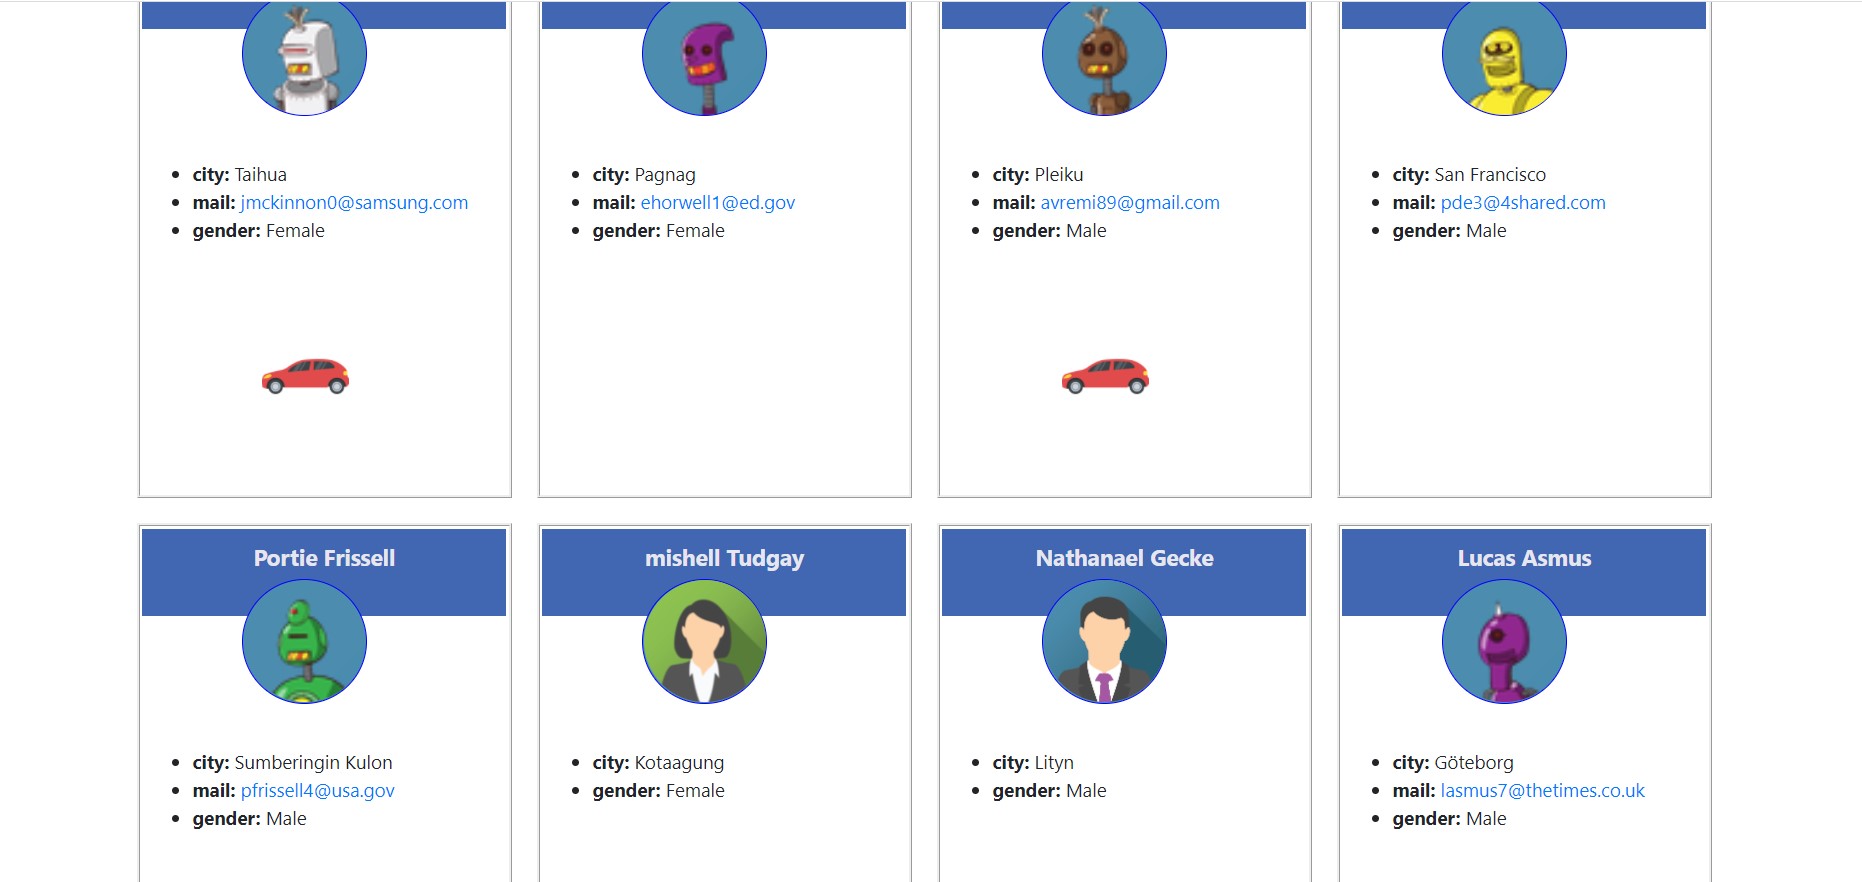 city: Taihua
mail: jmckinnon0@samsung.com
gender: Female
city: Pagnag
mail: ehorwell1@ed.gov
gender: Female
city: Pleiku
mail: avremi89@gmail.com
gender: Male
city: San Francisco
mail: pde3@4shared.com
gender: Male
Portie Frissell
city: Sumberingin Kulon
mail: pfrissell4@usa.gov
gender: Male
mishell Tudgay
city: Kotaagung
gender: Female
Nathanael Gecke
city: Lityn
gender: Male
Lucas Asmus
city: Göteborg
mail: lasmus7@thetimes.co.uk
gender: Male